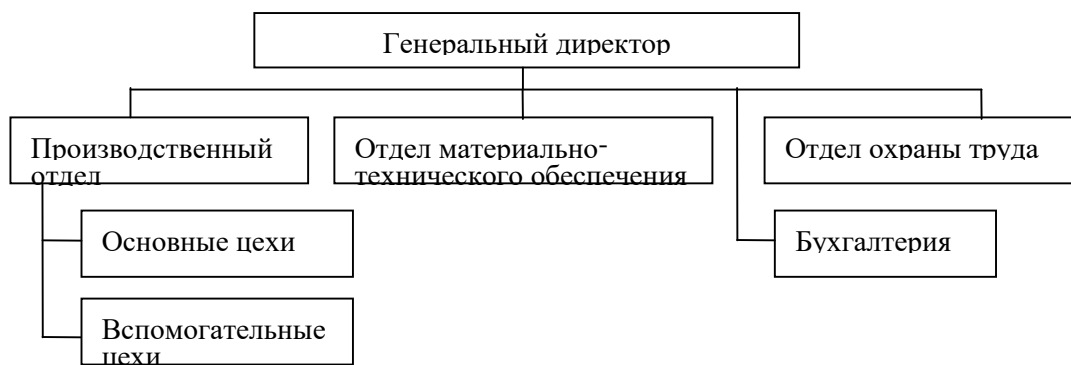 Генеральный директор
Производственный
отдел
Отдел материально-
технического обеспечения
Отдел охраны труда
Основные цехи
Бухгалтерия
Вспомогательные
цехи